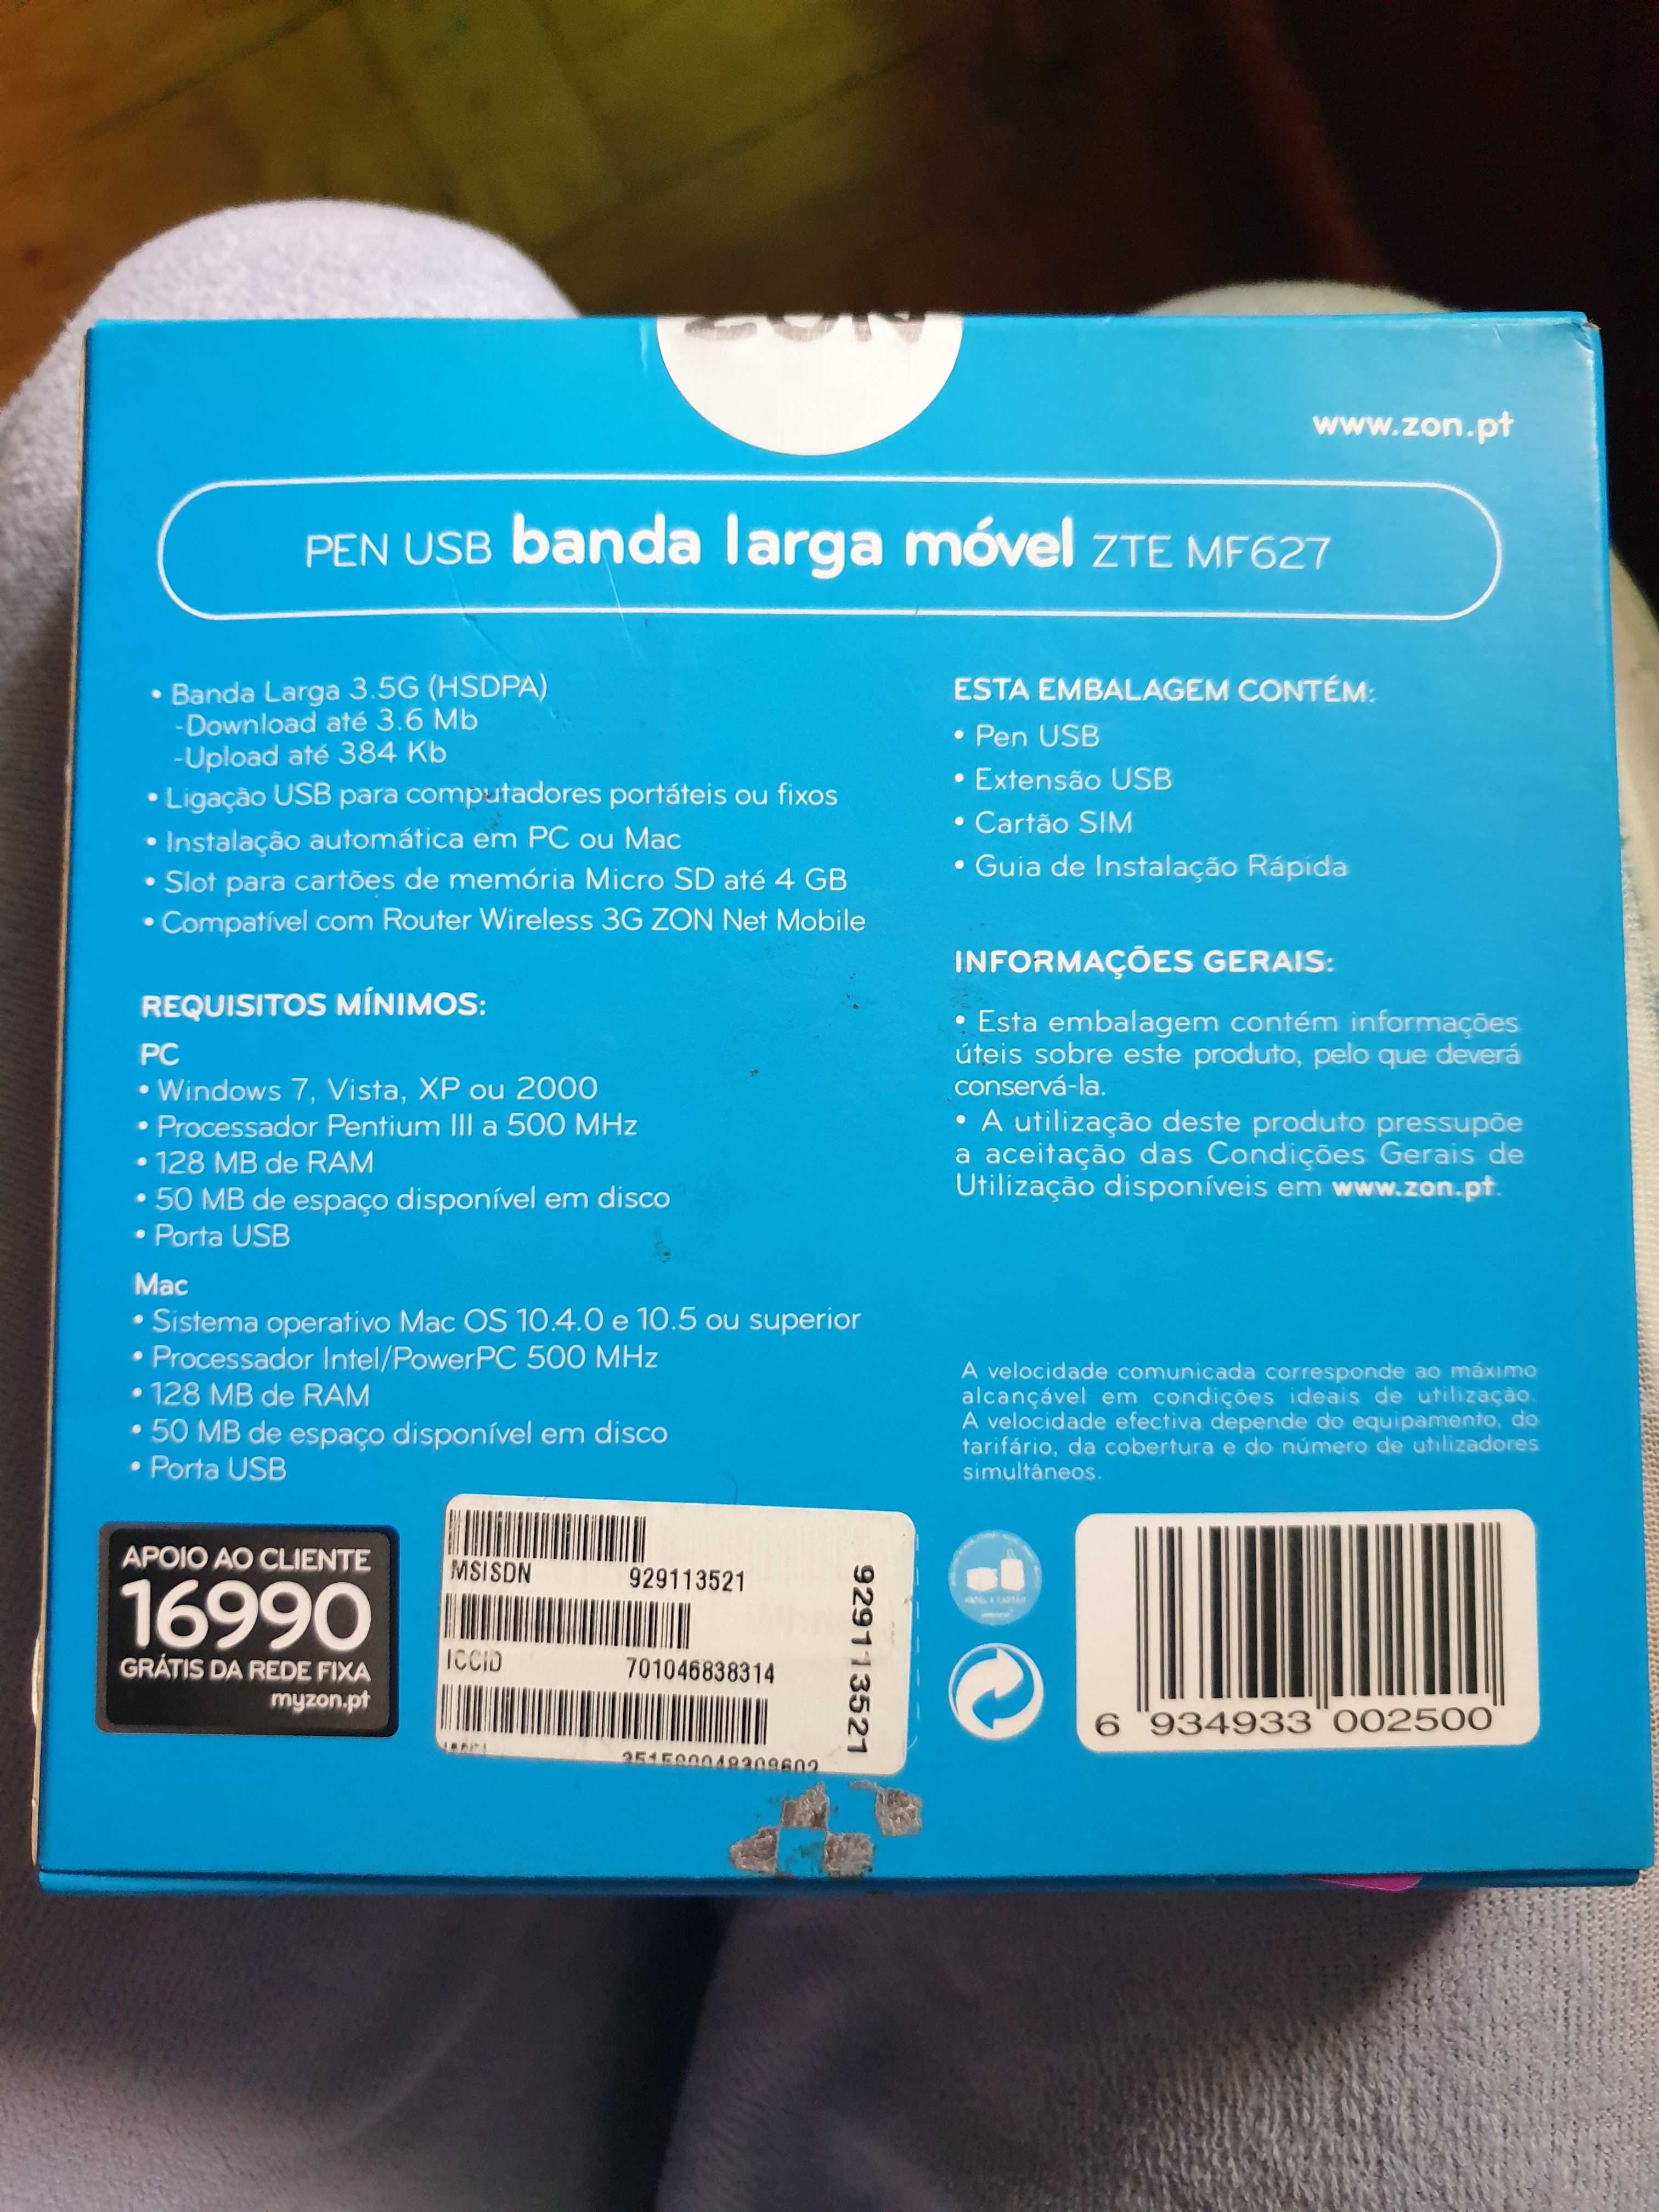 ZON
www.zon.pt
PEN USB banda larga móvel ZTE MF627
• Banda Larga 3.5G (HSDPA)
-Download até 3.6 Mb
-Upload até 384 Kb
• Ligação USB para computadores portáteis ou fixos
• Instalação automática em PC ou Mac
• Slot para cartões de memória Micro SD até 4 GB
• Compatível com Router Wireless 3G ZON Net Mobile
REQUISITOS MÍNIMOS:
PC
• Windows 7, Vista, XP ou 2000
• Processador Pentium III a 500 MHz
• 128 MB de RAM
• 50 MB de espaço disponível em disco
• Porta USB
Mac
• Sistema operativo Mac OS 10.4.0 e 10.5 ou superior
• Processador Intel/PowerPC 500 MHz
• 128 MB de RAM
• 50 MB de espaço disponível em disco
• Porta USB
ESTA EMBALAGEM CONTÉM:
• Pen USB
• Extensão USB
• Cartão SIM
• Guia de Instalação Rápida
INFORMAÇÕES GERAIS:
• Esta embalagem contém informações
úteis sobre este produto, pelo que deverá
conservá-la.
• A utilização deste produto pressupõe
a aceitação das Condições Gerais de
Utilização disponíveis em www.zon.pt.
A velocidade comunicada corresponde ao máximo
alcançável em condições ideais de utilização.
A velocidade efectiva depende do equipamento, do
tarifário, da cobertura e do número de utilizadores
simultâneos.
APOIO AO CLIENTE
16990
GRÁTIS DA REDE FIXA
myzon.pt
MSISDN 929113521
ICCID 701046838314
929113521
PAPEL E CARTÃO
6 934933 002500